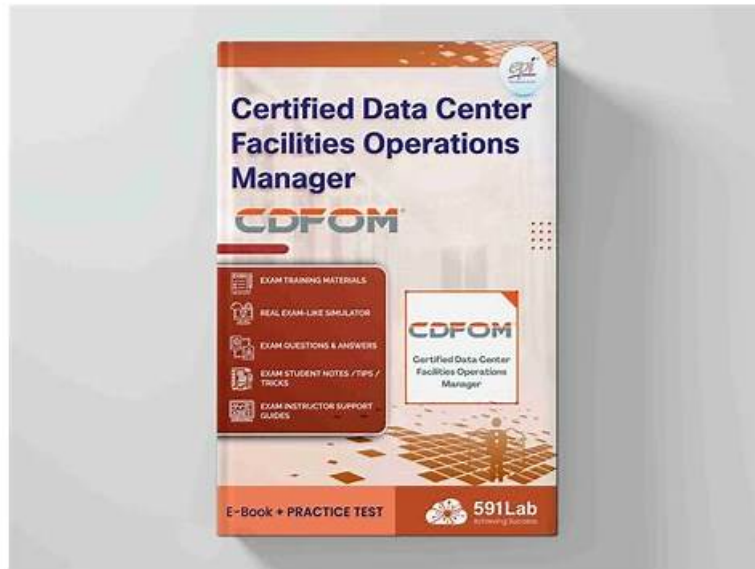 epi
Certified Data Center
Facilities Operations
Manager
CDFOM®
EXAM TRAINING MATERIALS
REAL EXAM-LIKE SIMULATOR
EXAM QUESTIONS & ANSWERS
EXAM STUDENT NOTES /TIPS /
TRICKS
EXAM INSTRUCTOR SUPPORT
GUIDES
CDFOM
Certified Data Center
Facilities Operations
Manager
E-Book + PRACTICE TEST
591Lab
Achieving Success